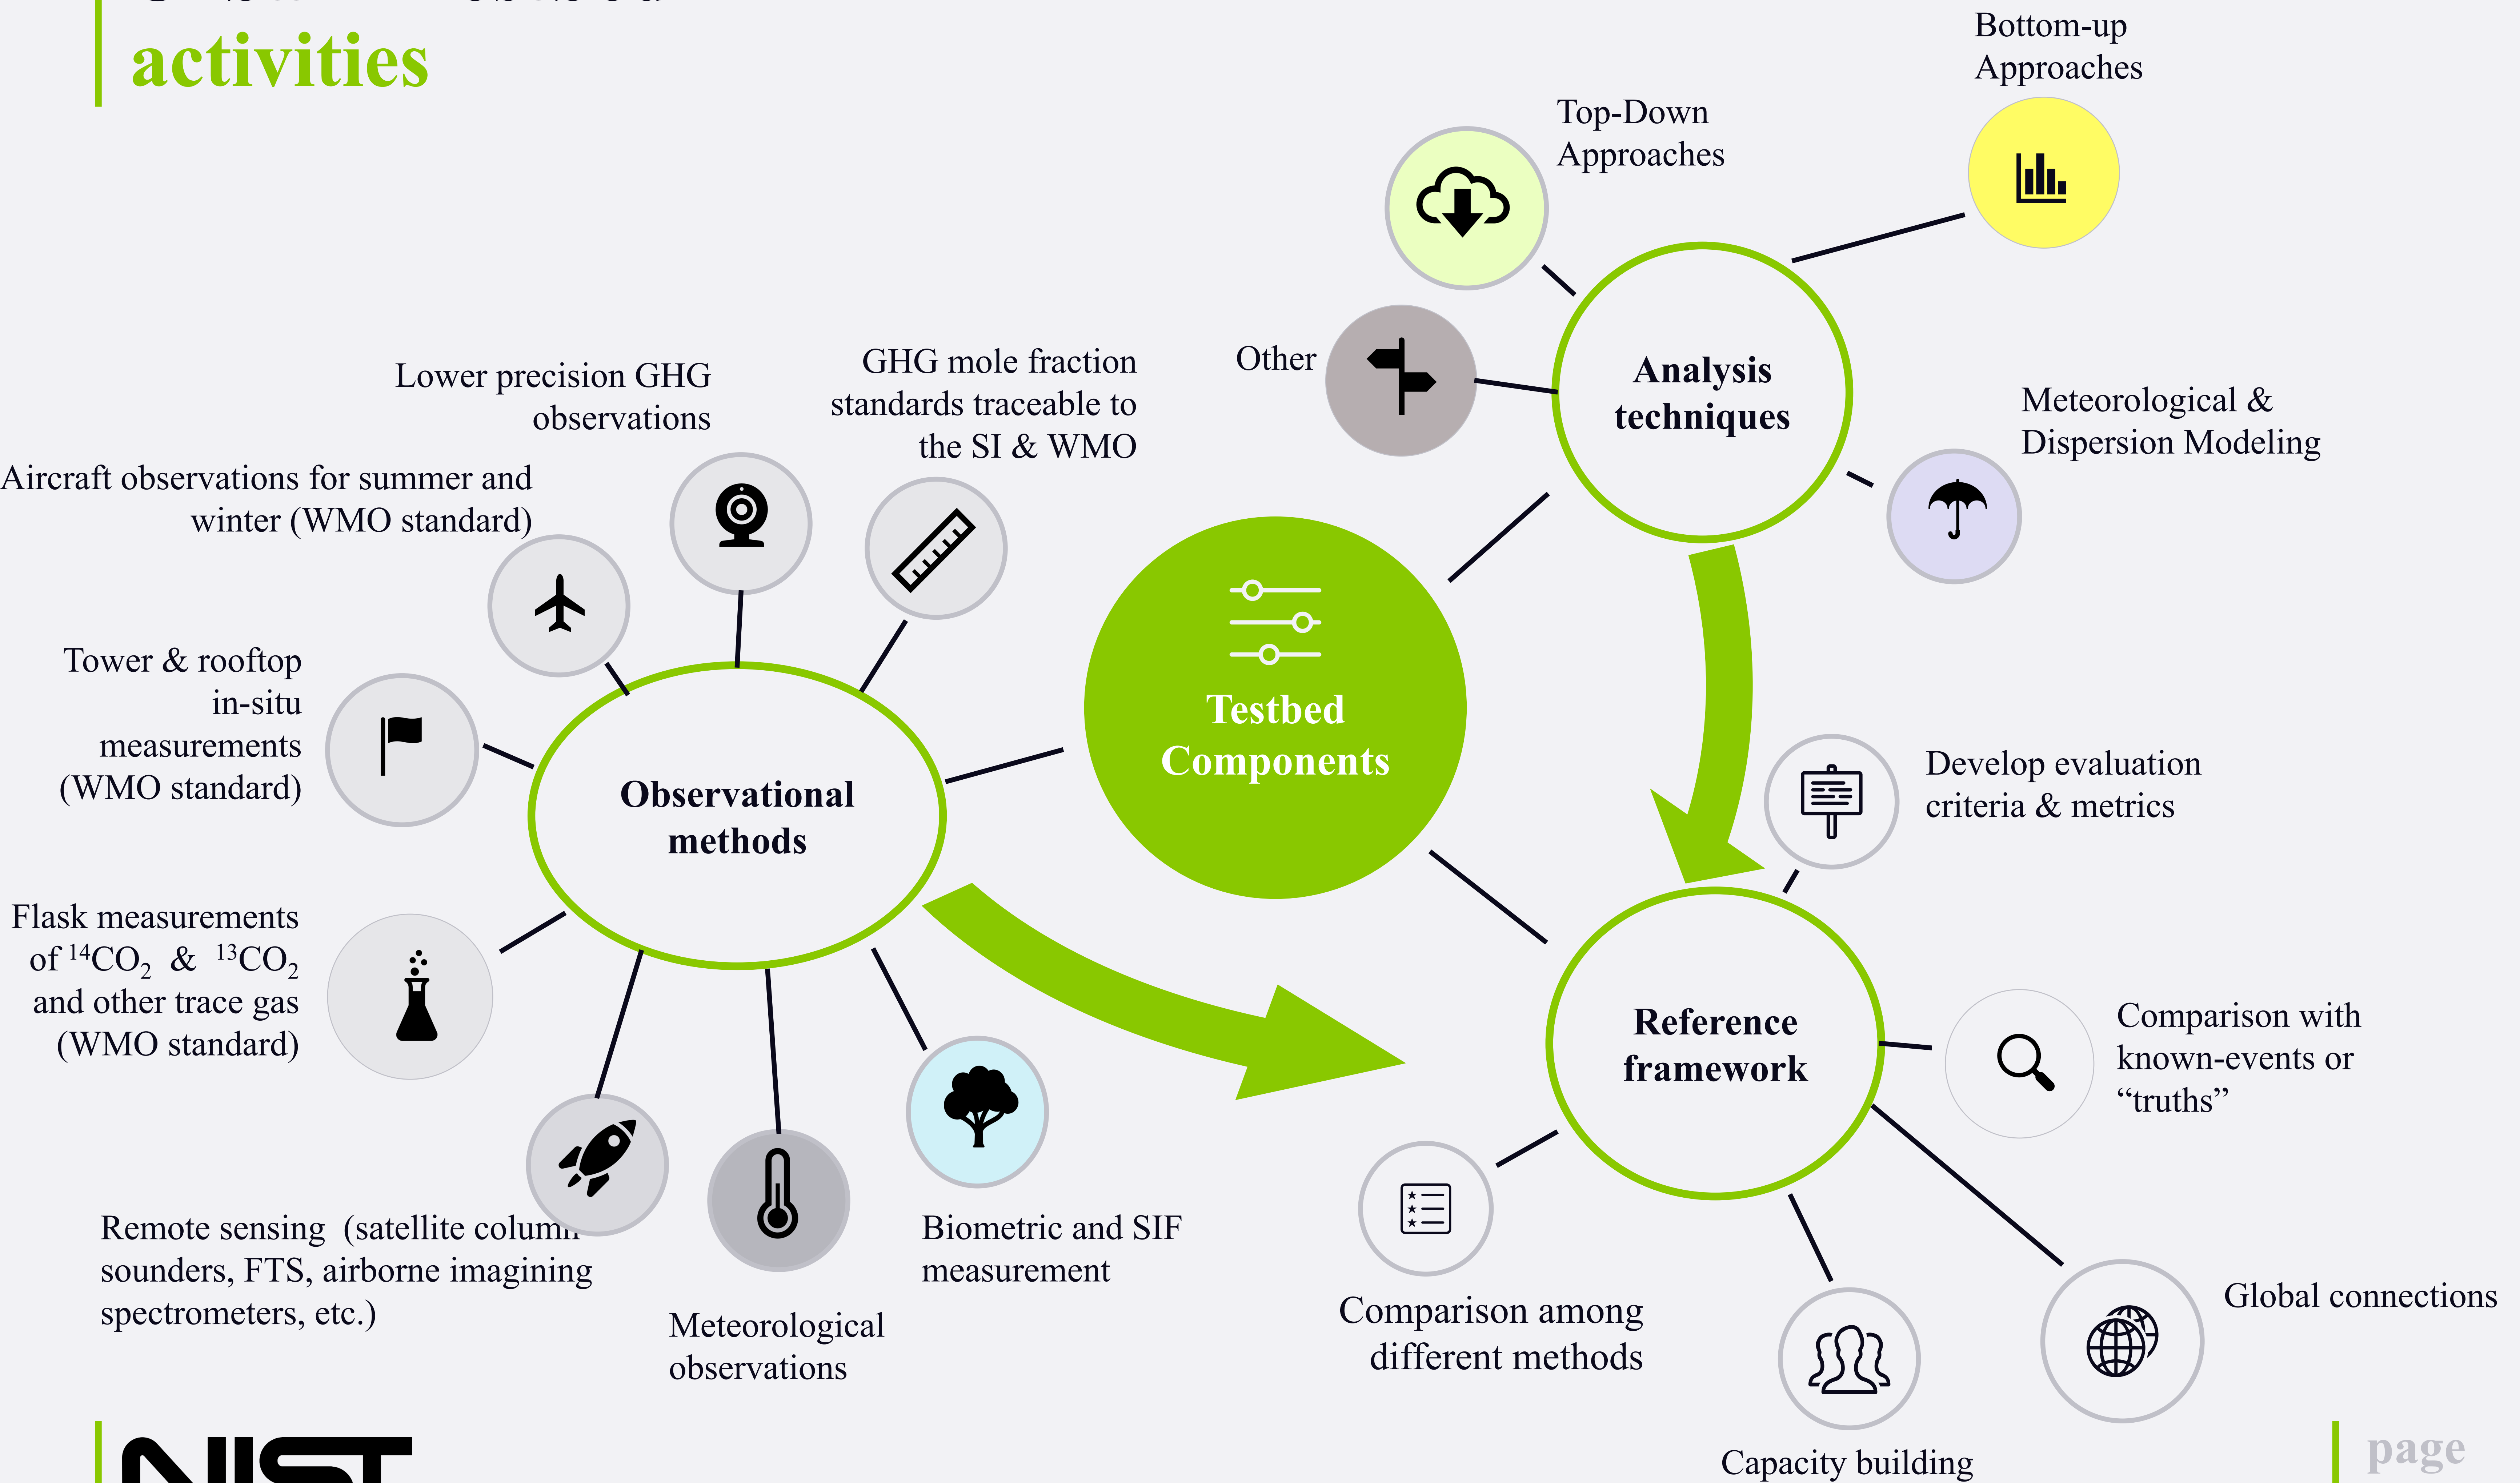 activities
Bottom-up
Approaches
Top-Down
Approaches
Other
Analysis
techniques
Meteorological &
Dispersion Modeling
Lower precision GHG
observations
GHG mole fraction
standards traceable to
the SI & WMO
Aircraft observations for summer and
winter (WMO standard)
Tower & rooftop
in-situ
measurements
(WMO standard)
Testbed
Components
Observational
methods
Develop evaluation
criteria & metrics
Flask measurements
of ¹⁴CO₂ & ¹³CO₂
and other trace gas
(WMO standard)
Reference
framework
Comparison with
known-events or
“truths”
Remote sensing (satellite column
sounders, FTS, airborne imagining
spectrometers, etc.)
Biometric and SIF
measurement
Meteorological
observations
Comparison among
different methods
Global connections
Capacity building
NIST
page